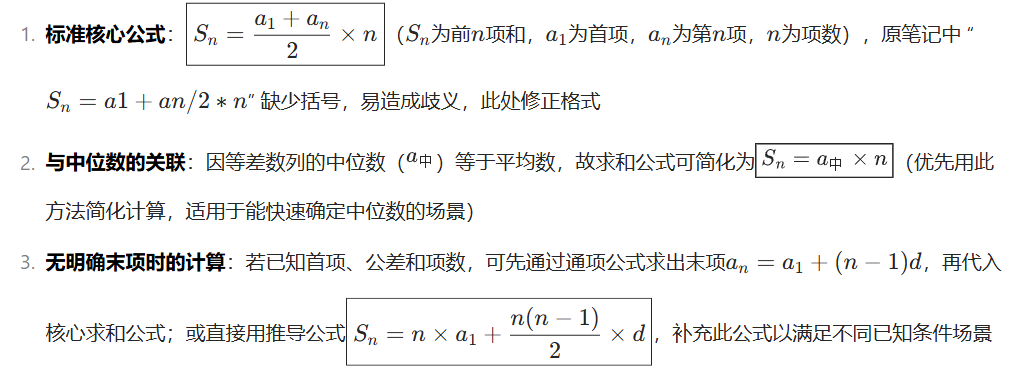 1. 标准核心公式：$S_n = \frac{a_1 + a_n}{2} \times n$（$S_n$为前$n$项和，$a_1$为首项，$a_n$为第$n$项，$n$为项数），原笔记中 “
$S_n = a1 + an/2 * n$” 缺少括号，易造成歧义，此处修正格式
2. 与中位数的关联：因等差数列的中位数（$a_{中}$）等于平均数，故求和公式可简化为$S_n = a_{中} \times n$（优先用此
方法简化计算，适用于能快速确定中位数的场景）
3. 无明确末项时的计算：若已知首项、公差和项数，可先通过通项公式求出末项$a_n = a_1 + (n-1)d$，再代入
核心求和公式；或直接用推导公式$S_n = n \times a_1 + \frac{n(n-1)}{2} \times d$，补充此公式以满足不同已知条件场景